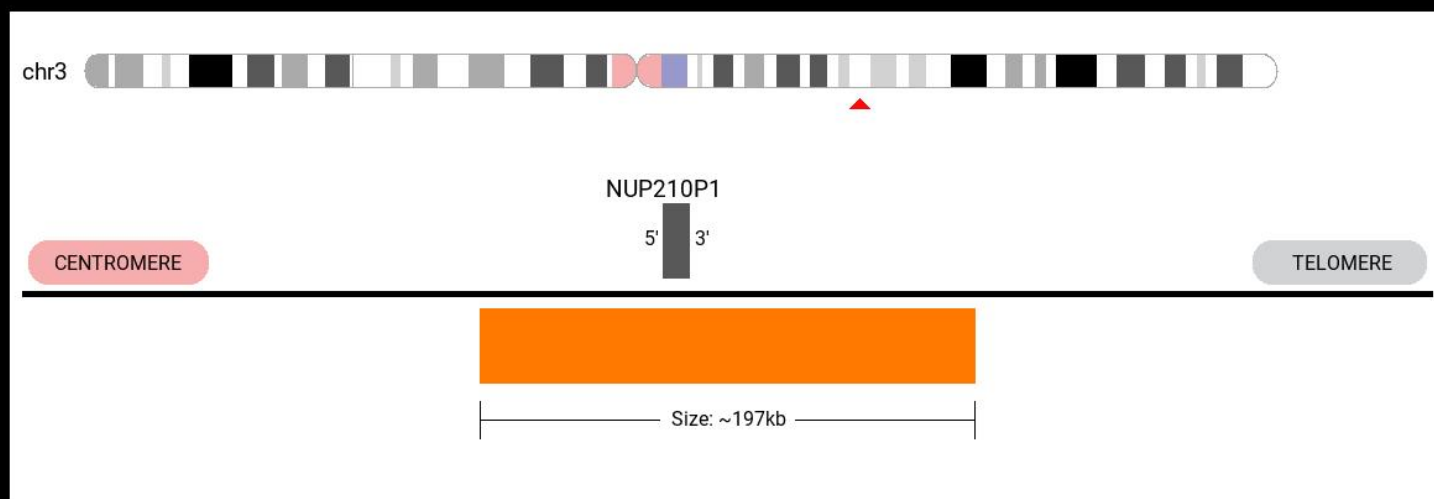 chr3
NUP210P1
5' 3'
CENTROMERE
TELOMERE
Size: ~197kb